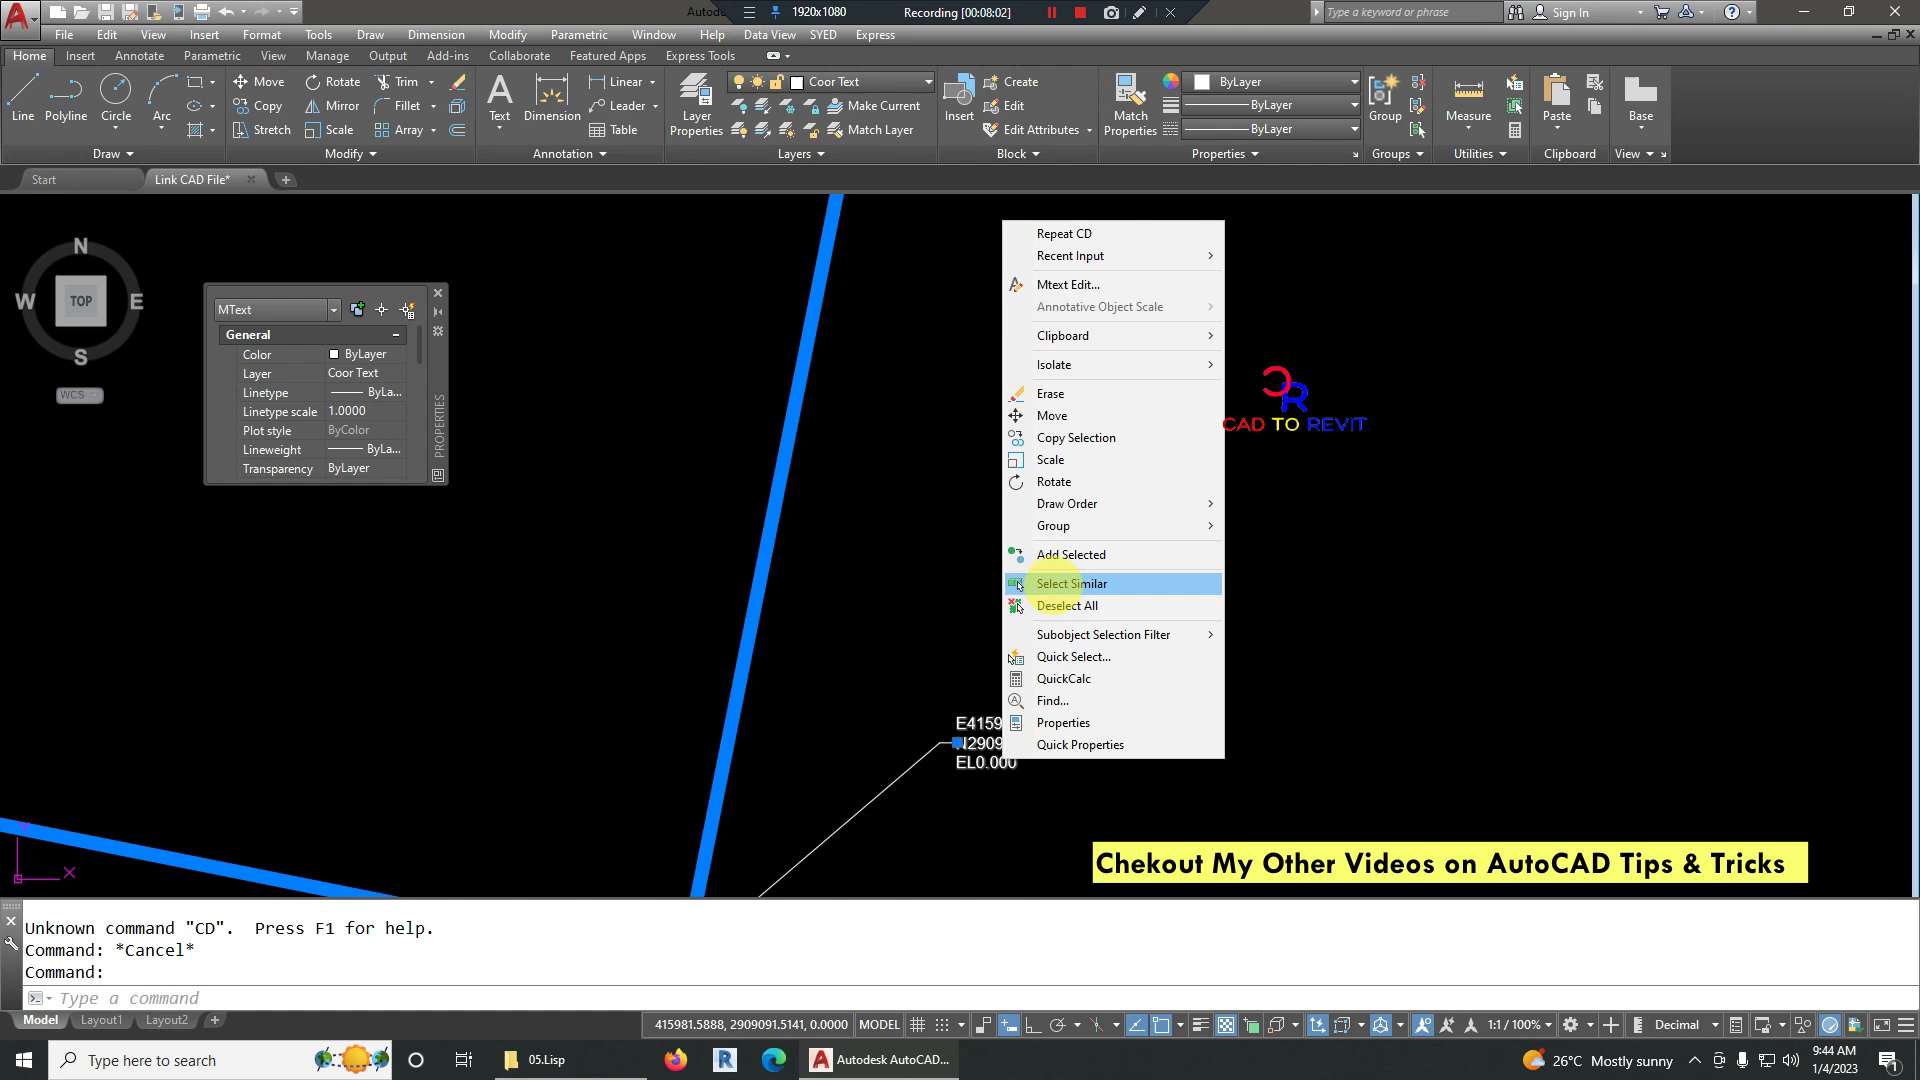 Autode
1920x1080
Recording [00:08:02]
Type a keyword or phrase
Sign In
File Edit View Insert Format Tools Draw Dimension Modify Parametric Window Help Data View SYED Express
Home Insert Annotate Parametric View Manage Output Add-ins Collaborate Featured Apps Express Tools
Line Polyline Circle Arc
Move Rotate Trim
Copy Mirror Fillet
Stretch Scale Array
Text Dimension
Linear
Leader
Table
Layer Properties
Coor Text
Make Current
Match Layer
Insert
Create
Edit
Edit Attributes
Match Properties
ByLayer
ByLayer
ByLayer
Group Measure Paste Base
Draw Modify Annotation Layers Block Properties Groups Utilities Clipboard View
Start Link CAD File*
N
W TOP E
S
WCS
MText
General
Color ByLayer
Layer Coor Text
Linetype ByLa...
Linetype scale 1.0000
Plot style ByColor
Lineweight ByLa...
Transparency ByLayer
PROPERTIES
Repeat CD
Recent Input
Mtext Edit...
Annotative Object Scale
Clipboard
Isolate
Erase
Move
Copy Selection
Scale
Rotate
Draw Order
Group
Add Selected
Select Similar
Deselect All
Subobject Selection Filter
Quick Select...
QuickCalc
Find...
Properties
Quick Properties
CR
CAD TO REVIT
E4159
N2909
EL0.000
Chekout My Other Videos on AutoCAD Tips & Tricks
Y
X
Unknown command "CD".  Press F1 for help.
Command: *Cancel*
Command:
Type a command
Model Layout1 Layout2
415981.5888, 2909091.5141, 0.0000 MODEL 1:1 / 100% Decimal
Type here to search
05.Lisp
Autodesk AutoCAD...
26°C Mostly sunny
9:44 AM
1/4/2023
1